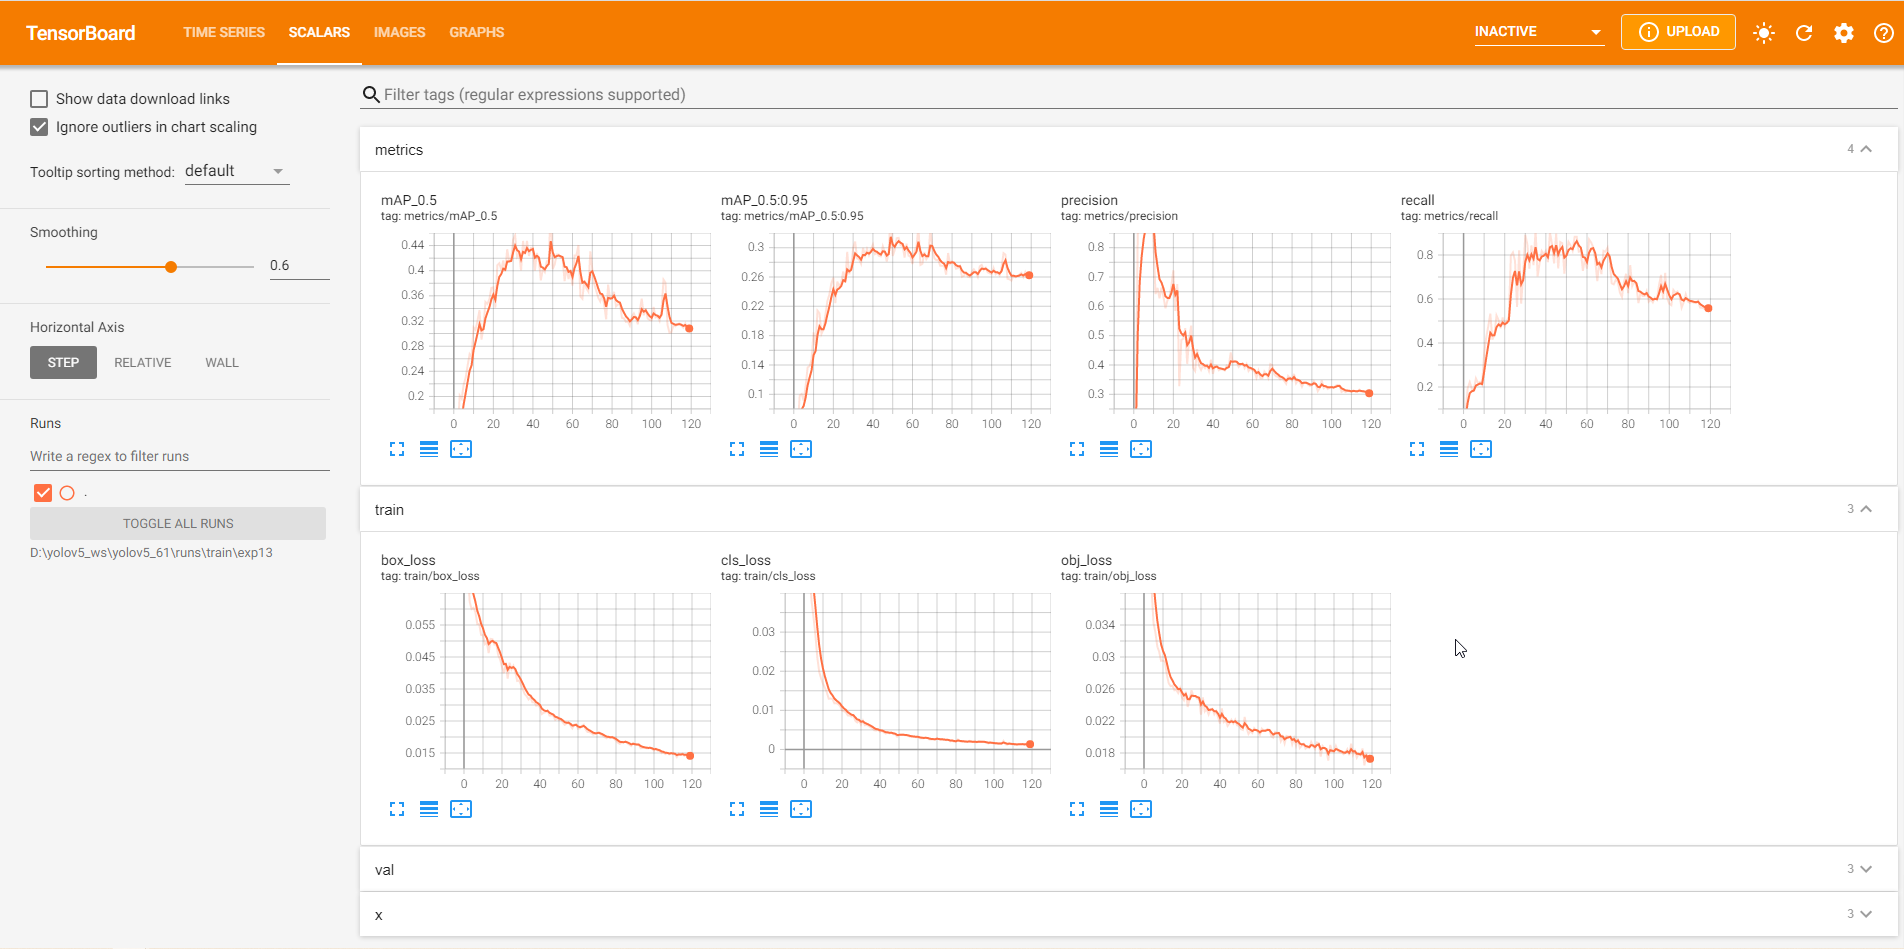 TensorBoard
TIME SERIES
SCALARS
IMAGES
GRAPHS
INACTIVE
UPLOAD
Show data download links
Ignore outliers in chart scaling
Tooltip sorting method: default
Smoothing
0.6
Horizontal Axis
STEP
RELATIVE
WALL
Runs
Write a regex to filter runs
.
TOGGLE ALL RUNS
D:\yolov5_ws\yolov5_61\runs\train\exp13
Filter tags (regular expressions supported)
metrics
4
mAP_0.5
tag: metrics/mAP_0.5
0.44
0.4
0.36
0.32
0.28
0.24
0.2
0 20 40 60 80 100 120
mAP_0.5:0.95
tag: metrics/mAP_0.5:0.95
0.3
0.26
0.22
0.18
0.14
0.1
0 20 40 60 80 100 120
precision
tag: metrics/precision
0.8
0.7
0.6
0.5
0.4
0.3
0 20 40 60 80 100 120
recall
tag: metrics/recall
0.8
0.6
0.4
0.2
0 20 40 60 80 100 120
train
3
box_loss
tag: train/box_loss
0.055
0.045
0.035
0.025
0.015
0 20 40 60 80 100 120
cls_loss
tag: train/cls_loss
0.03
0.02
0.01
0
0 20 40 60 80 100 120
obj_loss
tag: train/obj_loss
0.034
0.03
0.026
0.022
0.018
0 20 40 60 80 100 120
val
3
x
3